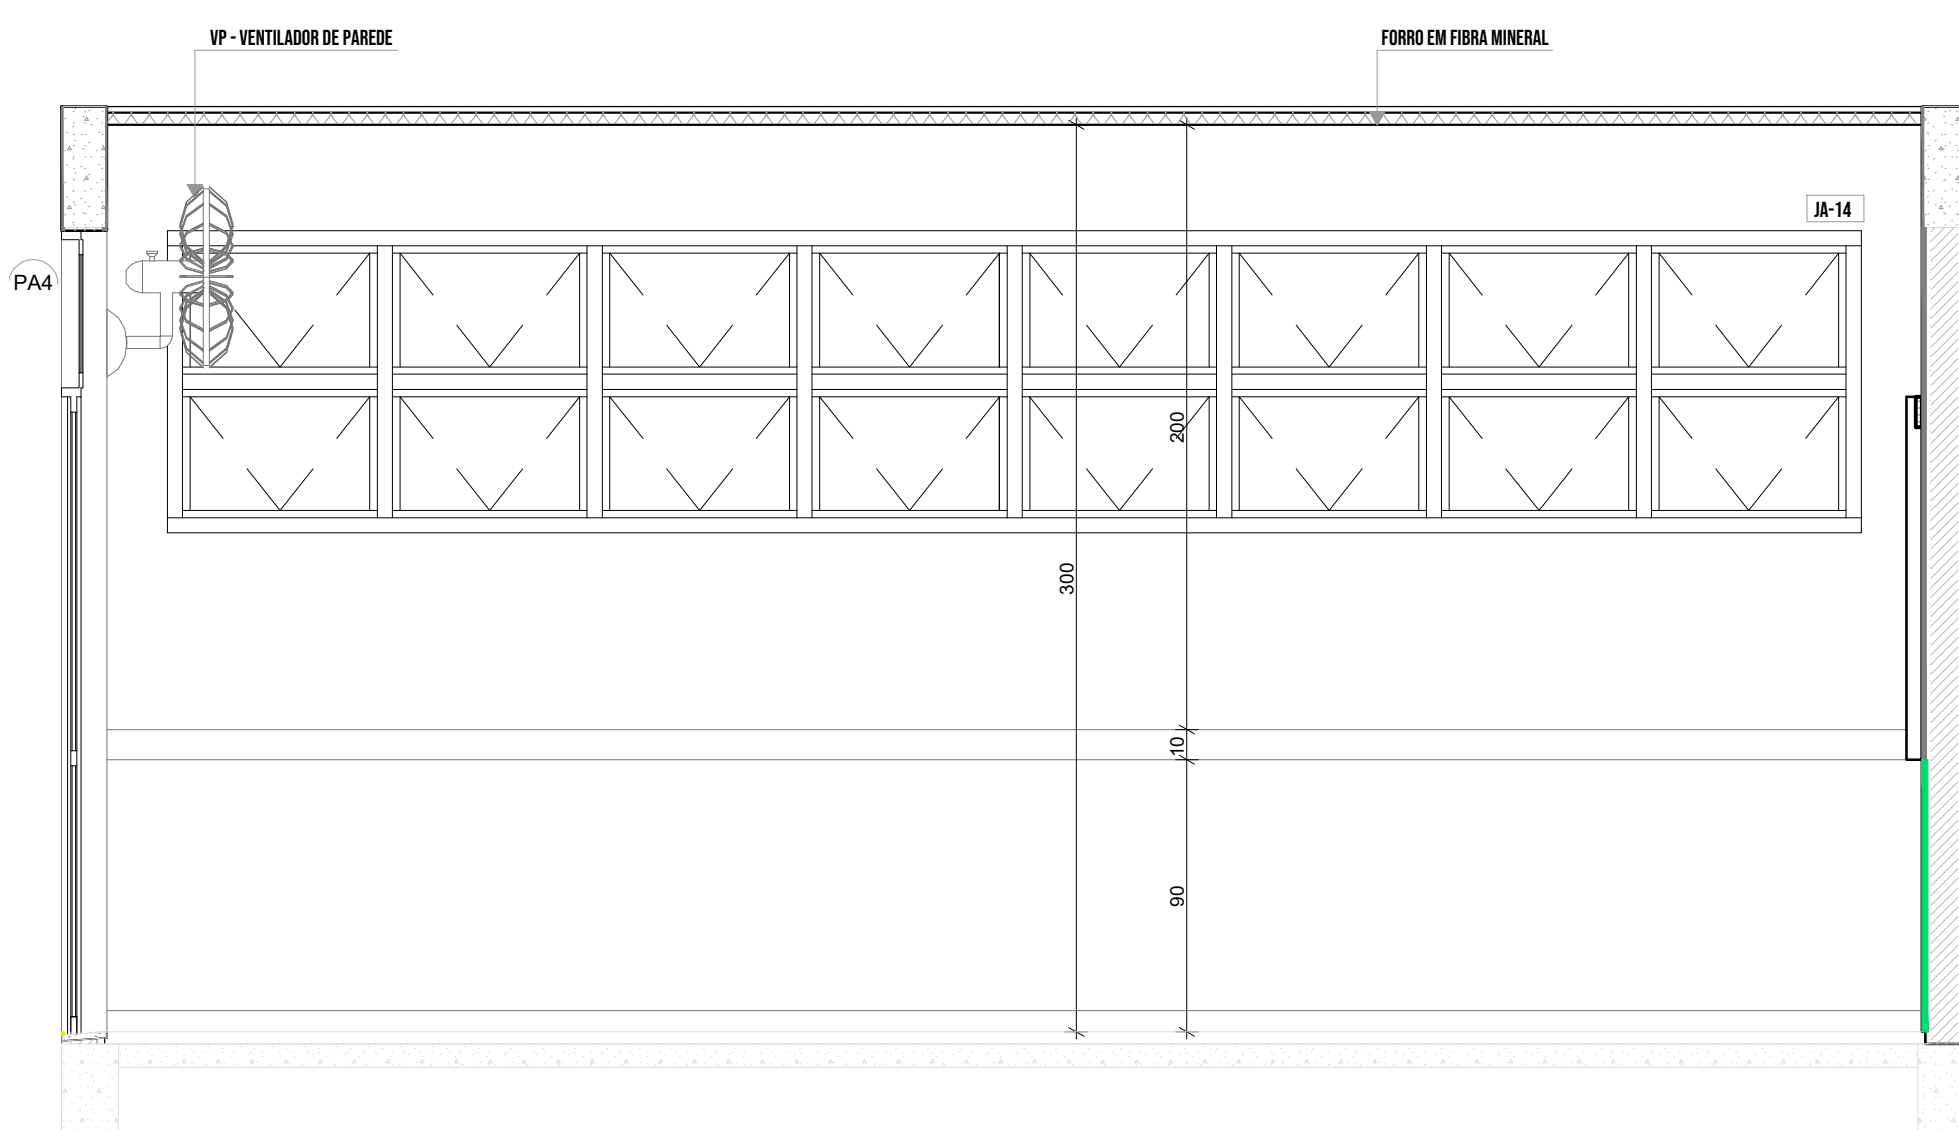 VP - VENTILADOR DE PAREDE
FORRO EM FIBRA MINERAL
JA-14
PA4
200
300
10
90